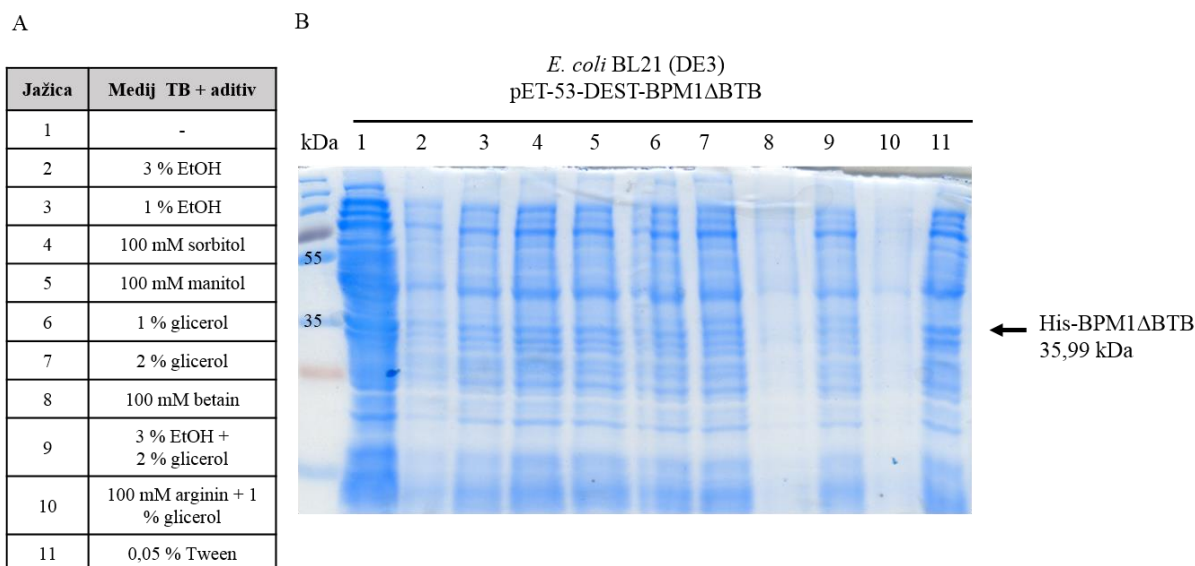 A
Jažica Medij TB + aditiv
1 -
2 3 % EtOH
3 1 % EtOH
4 100 mM sorbitol
5 100 mM manitol
6 1 % glicerol
7 2 % glicerol
8 100 mM betain
9 3 % EtOH +
2 % glicerol
10 100 mM arginin + 1
% glicerol
11 0,05 % Tween
B
E. coli BL21 (DE3)
pET-53-DEST-BPM1ΔBTB
kDa 1 2 3 4 5 6 7 8 9 10 11
55
35
His-BPM1ΔBTB
35,99 kDa